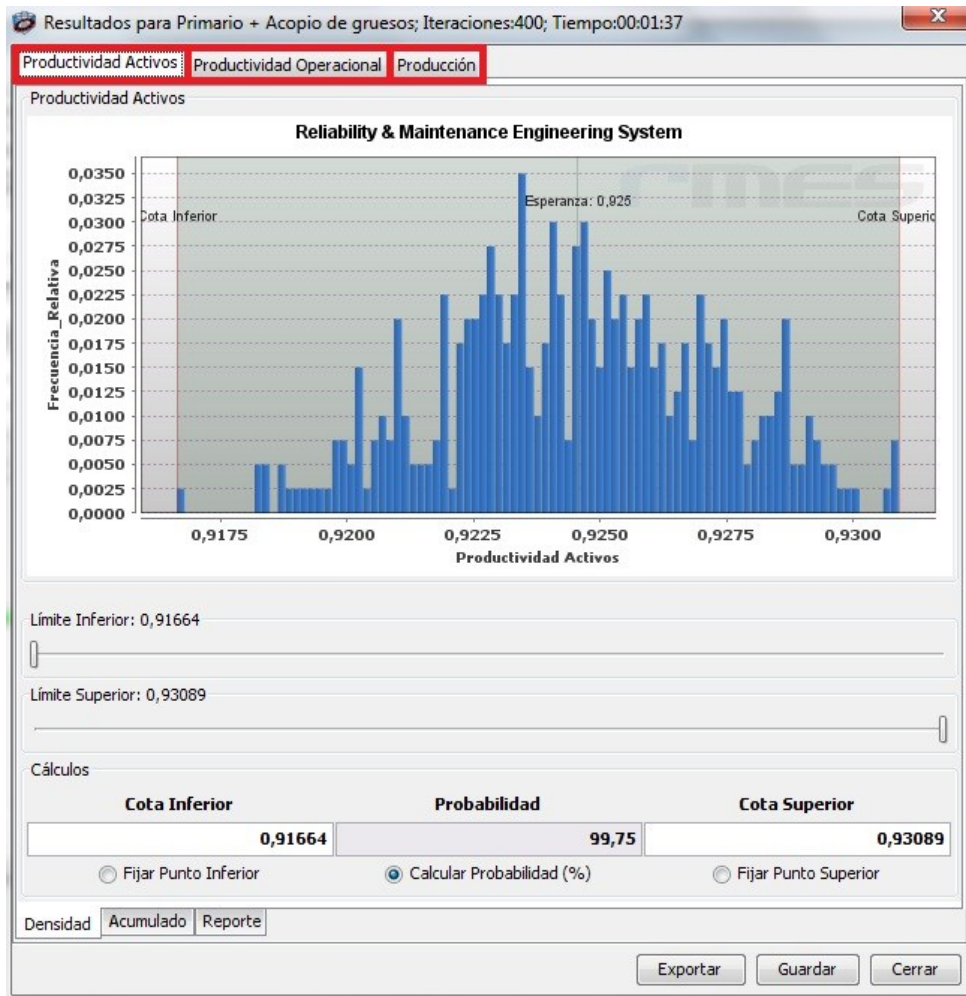 Resultados para Primario + Acopio de gruesos; Iteraciones:400; Tiempo:00:01:37
Productividad Activos Productividad Operacional Producción
Productividad Activos
Reliability & Maintenance Engineering System
rmes
0,0350
0,0325
0,0300
0,0275
0,0250
0,0225
0,0200
0,0175
0,0150
0,0125
0,0100
0,0075
0,0050
0,0025
0,0000
Frecuencia_Relativa
Cota Inferior
Esperanza: 0,925
Cota Superio
0,9175 0,9200 0,9225 0,9250 0,9275 0,9300
Productividad Activos
Límite Inferior: 0,91664
Límite Superior: 0,93089
Cálculos
Cota Inferior Probabilidad Cota Superior
0,91664 99,75 0,93089
Fijar Punto Inferior Calcular Probabilidad (%) Fijar Punto Superior
Densidad Acumulado Reporte
Exportar Guardar Cerrar